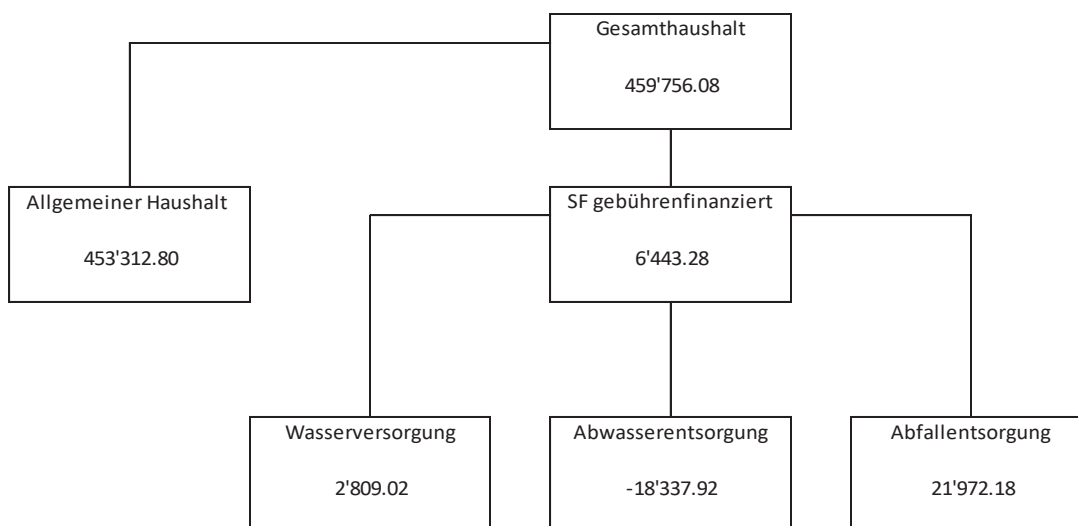 Gesamthaushalt
459'756.08
Allgemeiner Haushalt
453'312.80
SF gebührenfinanziert
6'443.28
Wasserversorgung
2'809.02
Abwasserentsorgung
-18'337.92
Abfallentsorgung
21'972.18